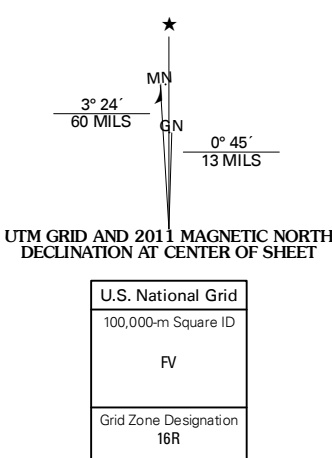 ★
MN
3° 24´
60 MILS
GN
0° 45´
13 MILS
UTM GRID AND 2011 MAGNETIC NORTH
DECLINATION AT CENTER OF SHEET
U.S. National Grid
100,000-m Square ID
FV
Grid Zone Designation
16R